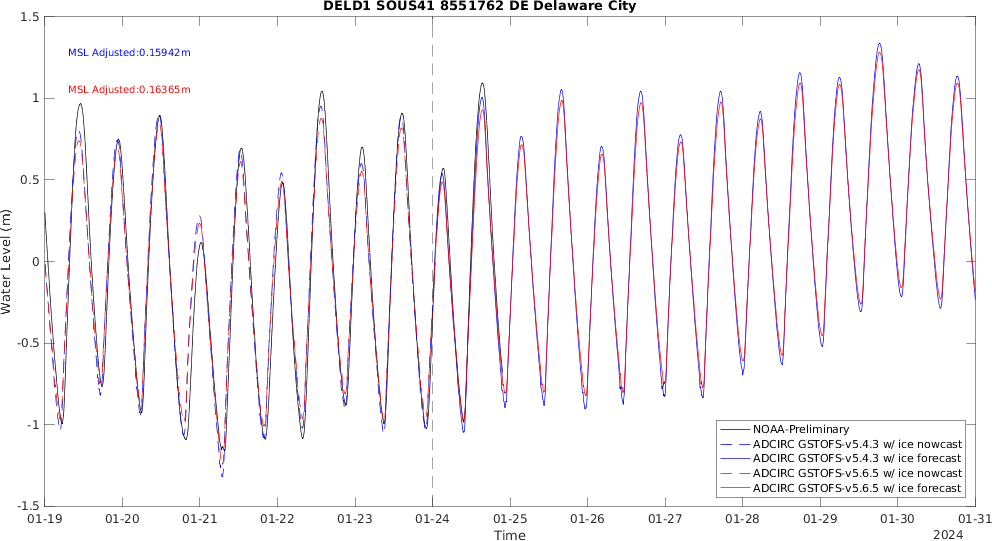 DELD1 SOUS41 8551762 DE Delaware City
1.5
MSL Adjusted:0.15942m
MSL Adjusted:0.16365m
1
0.5
0
-0.5
-1
-1.5
Water Level (m)
NOAA-Preliminary
ADCIRC GSTOFS-v5.4.3 w/ ice nowcast
ADCIRC GSTOFS-v5.4.3 w/ ice forecast
ADCIRC GSTOFS-v5.6.5 w/ ice nowcast
ADCIRC GSTOFS-v5.6.5 w/ ice forecast
01-19 01-20 01-21 01-22 01-23 01-24 01-25 01-26 01-27 01-28 01-29 01-30 01-31
Time
2024